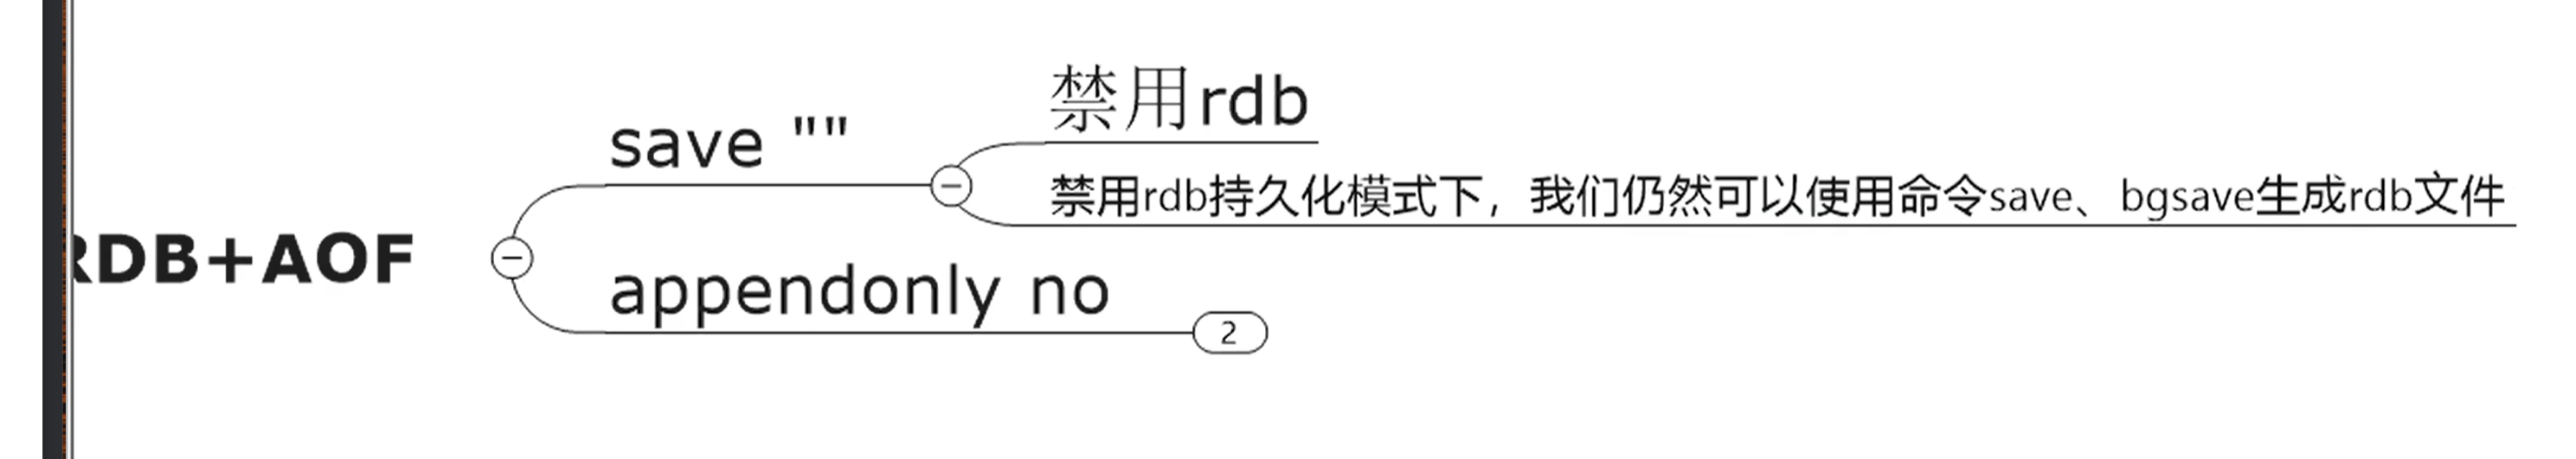 禁用rdb
save ""
禁用rdb持久化模式下，我们仍然可以使用命令save、bgsave生成rdb文件
RDB+AOF
appendonly no
2